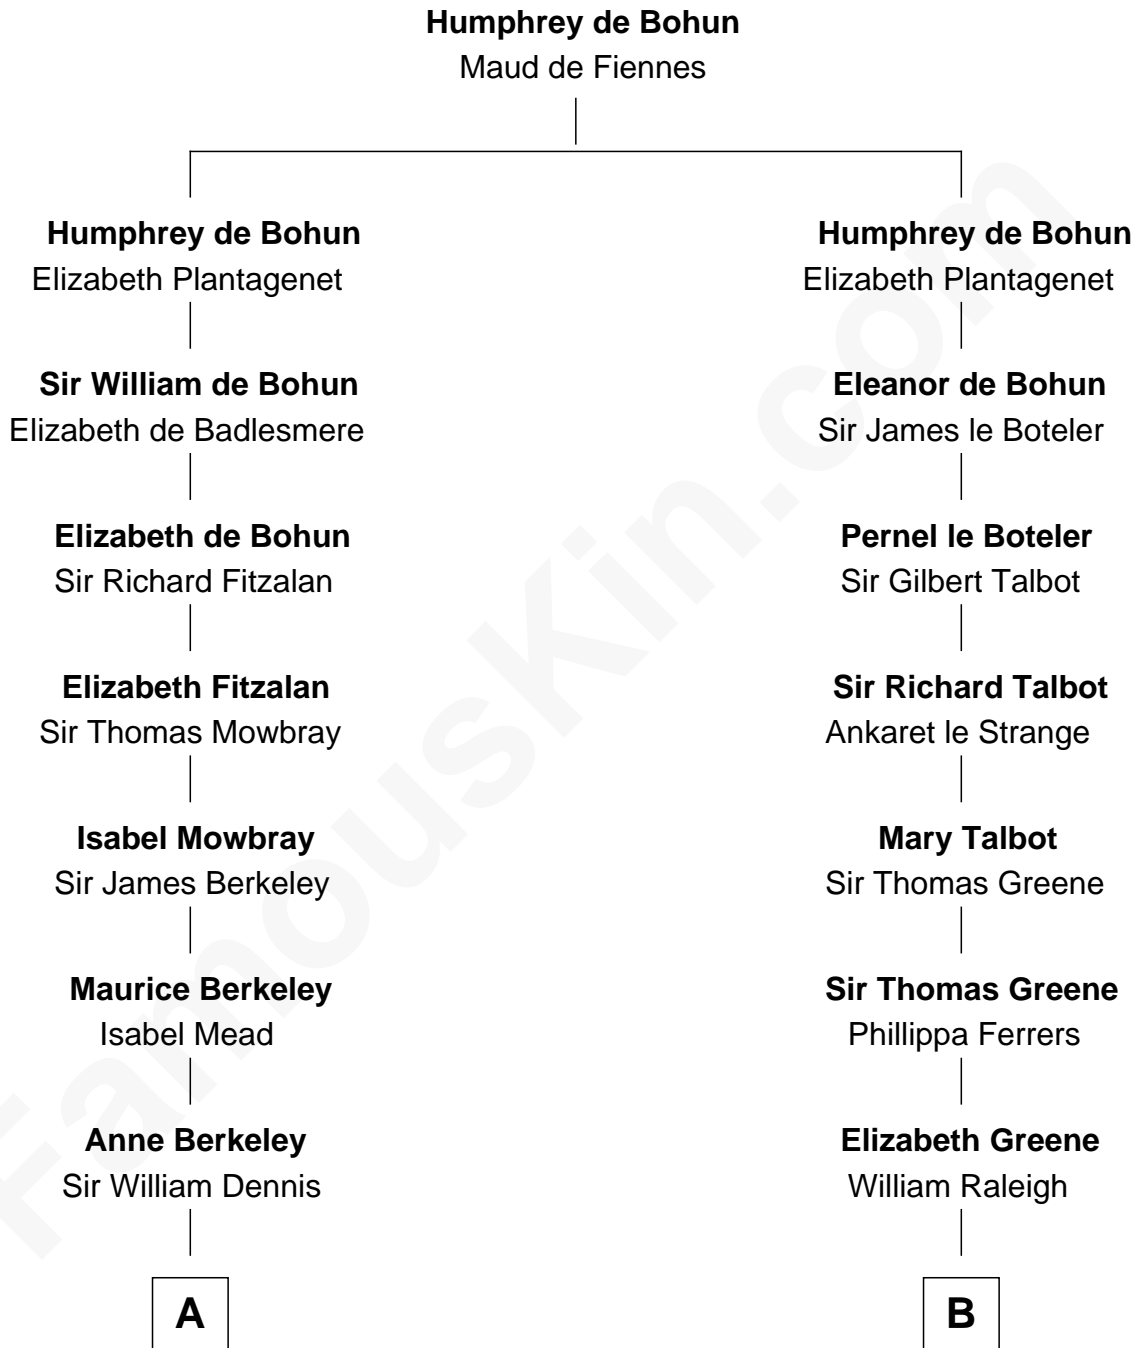 Humphrey de Bohun
Maud de Fiennes
Humphrey de Bohun
Elizabeth Plantagenet
Sir William de Bohun
Elizabeth de Badlesmere
Elizabeth de Bohun
Sir Richard Fitzalan
Elizabeth Fitzalan
Sir Thomas Mowbray
Isabel Mowbray
Sir James Berkeley
Maurice Berkeley
Isabel Mead
Anne Berkeley
Sir William Dennis
A
Humphrey de Bohun
Elizabeth Plantagenet
Eleanor de Bohun
Sir James le Boteler
Pernel le Boteler
Sir Gilbert Talbot
Sir Richard Talbot
Ankaret le Strange
Mary Talbot
Sir Thomas Greene
Sir Thomas Greene
Phillippa Ferrers
Elizabeth Greene
William Raleigh
B
FamousKin.com